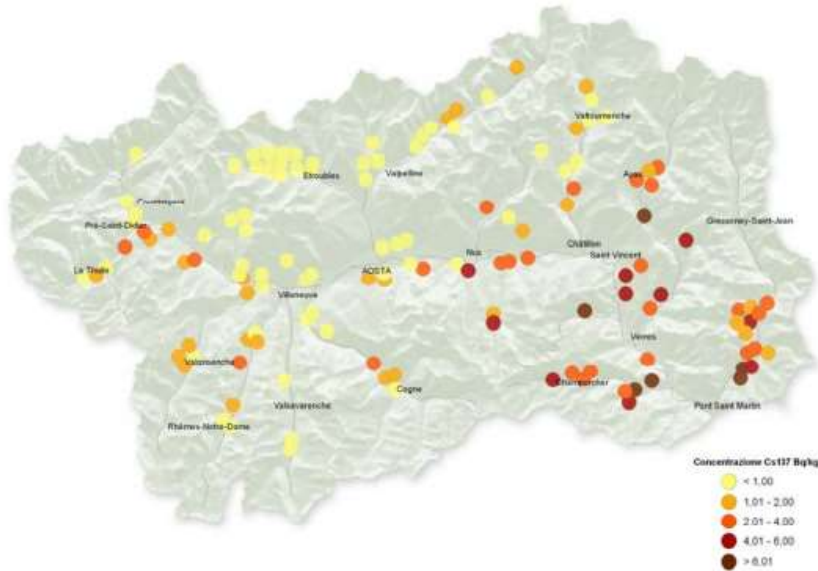 Valtournenche
Etroubles
Valpelline
Ayas
Courmayeur
Gressoney-Saint-Jean
Pré-Saint-Didier
Nus
Châtillon
Saint Vincent
La Thuile
AOSTA
Villeneuve
Verres
Valgrisenche
Cogne
Champorcher
Valsavarenche
Pont Saint Martin
Rhêmes-Notre-Dame
Concentrazione Cs137 Bq/kg
< 1,00
1,01 - 2,00
2,01 - 4,00
4,01 - 6,00
> 6,01